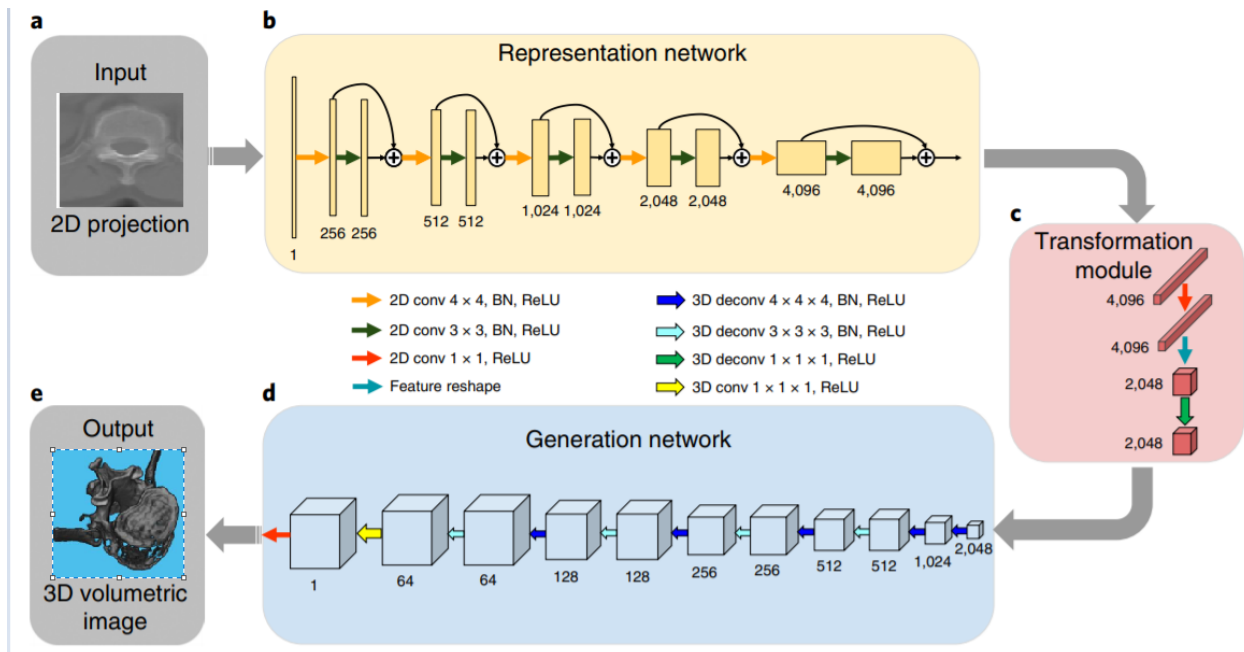 a
Input
2D projection
b
Representation network
1
256
256
512
512
1,024
1,024
2,048
2,048
4,096
4,096
c
Transformation
module
4,096
4,096
2,048
2,048
2D conv 4 × 4, BN, ReLU
2D conv 3 × 3, BN, ReLU
2D conv 1 × 1, ReLU
Feature reshape
3D deconv 4 × 4 × 4, BN, ReLU
3D deconv 3 × 3 × 3, BN, ReLU
3D deconv 1 × 1 × 1, ReLU
3D conv 1 × 1 × 1, ReLU
d
Generation network
1
64
64
128
128
256
256
512
512
1,024
2,048
e
Output
3D volumetric
image